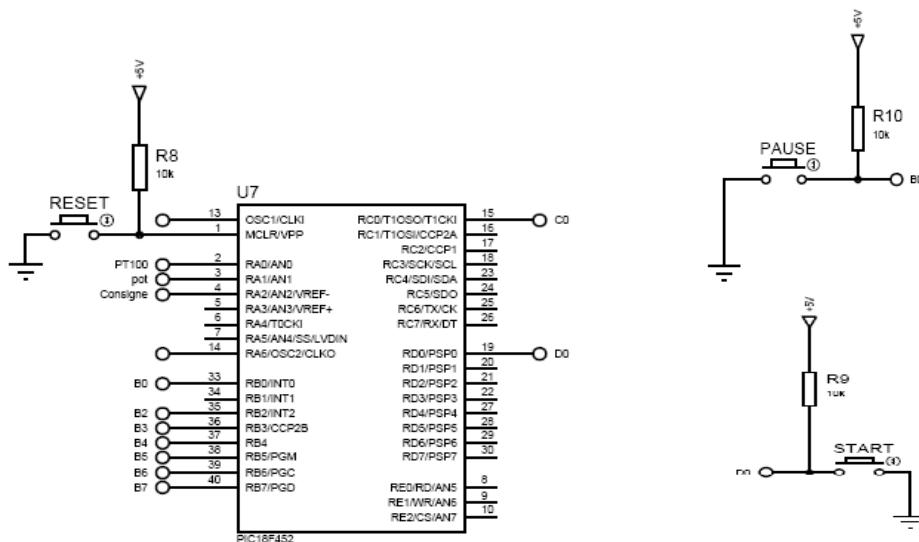 +5V
R8
10k
RESET
U7
13 OSC1/CLKI
1 MCLR/VPP
PT100 2 RA0/AN0
pot 3 RA1/AN1
Consigne 4 RA2/AN2/VREF-
5 RA3/AN3/VREF+
6 RA4/T0CKI
7 RA5/AN4/SS/LVDIN
14 RA6/OSC2/CLKO
B0 33 RB0/INT0
34 RB1/INT1
B2 35 RB2/INT2
B3 36 RB3/CCP2B
B4 37 RB4
B5 38 RB5/PGM
B6 39 RB6/PGC
B7 40 RB7/PGD
RC0/T1OSO/T1CKI 15 C0
RC1/T1OSI/CCP2A 16
RC2/CCP1 17
RC3/SCK/SCL 18
RC4/SDI/SDA 23
RC5/SDO 24
RC6/TX/CK 25
RC7/RX/DT 26
RD0/PSP0 19 D0
RD1/PSP1 20
RD2/PSP2 21
RD3/PSP3 22
RD4/PSP4 27
RD5/PSP5 28
RD6/PSP6 29
RD7/PSP7 30
RE0/RD/AN5 8
RE1/WR/AN6 9
RE2/CS/AN7 10
PIC18F452
+5V
R10
10k
PAUSE
+5V
R9
10k
START
D0